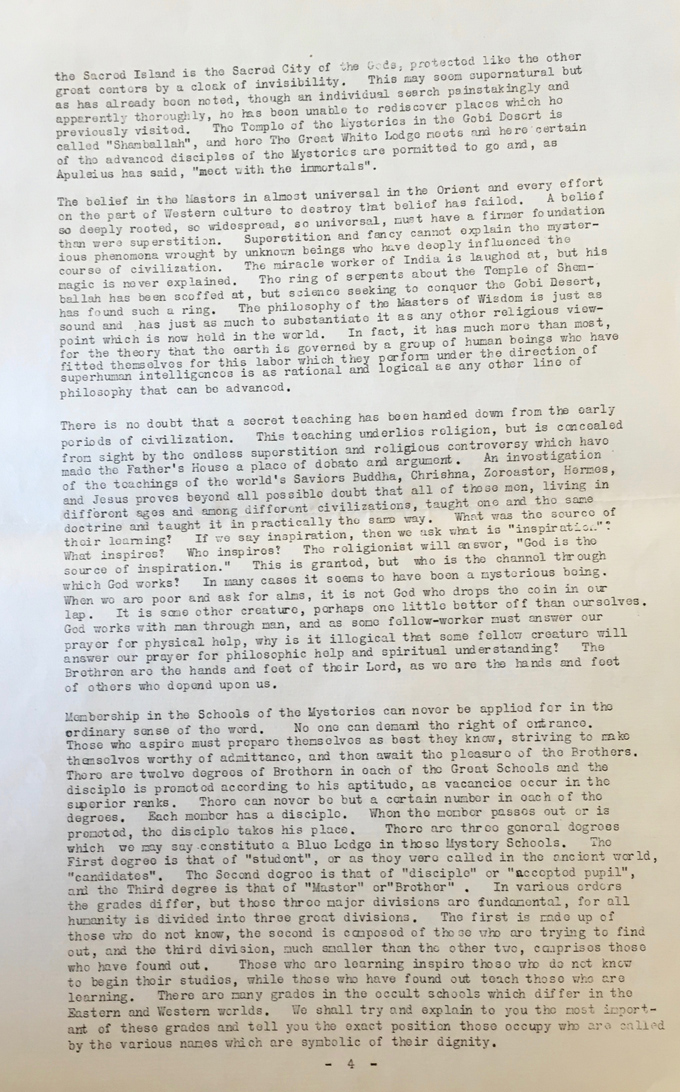 the Sacred Island is the Sacred City of the Gods, protected like the other
great centers by a cloak of invisibility. This may seem supernatural but
as has already been noted, though an individual search painstakingly and
apparently thoroughly, he has been unable to rediscover places which he
previously visited. The Temple of the Mysteries in the Gobi Desert is
called "Shamballah", and here The Great White Lodge meets and here certain
of the advanced disciples of the Mysteries are permitted to go and, as
Apuleius has said, "meet with the immortals".
The belief in the Masters in almost universal in the Orient and every effort
on the part of Western culture to destroy that belief has failed. A belief
so deeply rooted, so widespread, so universal, must have a firmer foundation
than were superstition. Superstition and fancy cannot explain the myster-
ious phenomena wrought by unknown beings who have deeply influenced the
course of civilization. The miracle worker of India is laughed at, but his
magic is never explained. The ring of serpents about the Temple of Sham-
ballah has been scoffed at, but science seeking to conquer the Gobi Desert,
has found such a ring. The philosophy of the Masters of Wisdom is just as
sound and has just as much to substantiate it as any other religious view-
point which is now held in the world. In fact, it has much more than most,
for the theory that the earth is governed by a group of human beings who have
fitted themselves for this labor which they perform under the direction of
superhuman intelligences is as rational and logical as any other line of
philosophy that can be advanced.
There is no doubt that a secret teaching has been handed down from the early
periods of civilization. This teaching underlies religion, but is concealed
from sight by the endless superstition and religious controversy which have
made the Father's House a place of debate and argument. An investigation
of the teachings of the world's Saviors Buddha, Chrishna, Zoroaster, Hermes,
and Jesus proves beyond all possible doubt that all of these men, living in
different ages and among different civilizations, taught one and the same
doctrine and taught it in practically the same way. What was the source of
their learning? If we say inspiration, then we ask what is "inspiration"?
What inspires? Who inspires? The religionist will answer, "God is the
source of inspiration." This is granted, but who is the channel through
which God works? In many cases it seems to have been a mysterious being.
When we are poor and ask for alms, it is not God who drops the coin in our
lap. It is some other creature, perhaps one little better off than ourselves.
God works with man through man, and as some fellow-worker must answer our
prayer for physical help, why is it illogical that some fellow creature will
answer our prayer for philosophic help and spiritual understanding? The
Brethren are the hands and feet of their Lord, as we are the hands and feet
of others who depend upon us.
Membership in the Schools of the Mysteries can never be applied for in the
ordinary sense of the word. No one can demand the right of entrance.
Those who aspire must prepare themselves as best they know, striving to make
themselves worthy of admittance, and then await the pleasure of the Brothers.
There are twelve degrees of Brethern in each of the Great Schools and the
disciple is promoted according to his aptitude, as vacancies occur in the
superior ranks. There can never be but a certain number in each of the
degrees. Each member has a disciple. When the member passes out or is
promoted, the disciple takes his place. There are three general degrees
which we may say constitute a Blue Lodge in these Mystery Schools. The
First degree is that of "student", or as they were called in the ancient world,
"candidates". The Second degree is that of "disciple" or "accepted pupil",
and the Third degree is that of "Master" or"Brother" . In various orders
the grades differ, but these three major divisions are fundamental, for all
humanity is divided into three great divisions. The first is made up of
those who do not know, the second is composed of those who are trying to find
out, and the third division, much smaller than the other two, comprises those
who have found out. Those who are learning inspire those who do not know
to begin their studies, while those who have found out teach those who are
learning. There are many grades in the occult schools which differ in the
Eastern and Western worlds. We shall try and explain to you the most import-
ant of these grades and tell you the exact position those occupy who are called
by the various names which are symbolic of their dignity.
- 4 -